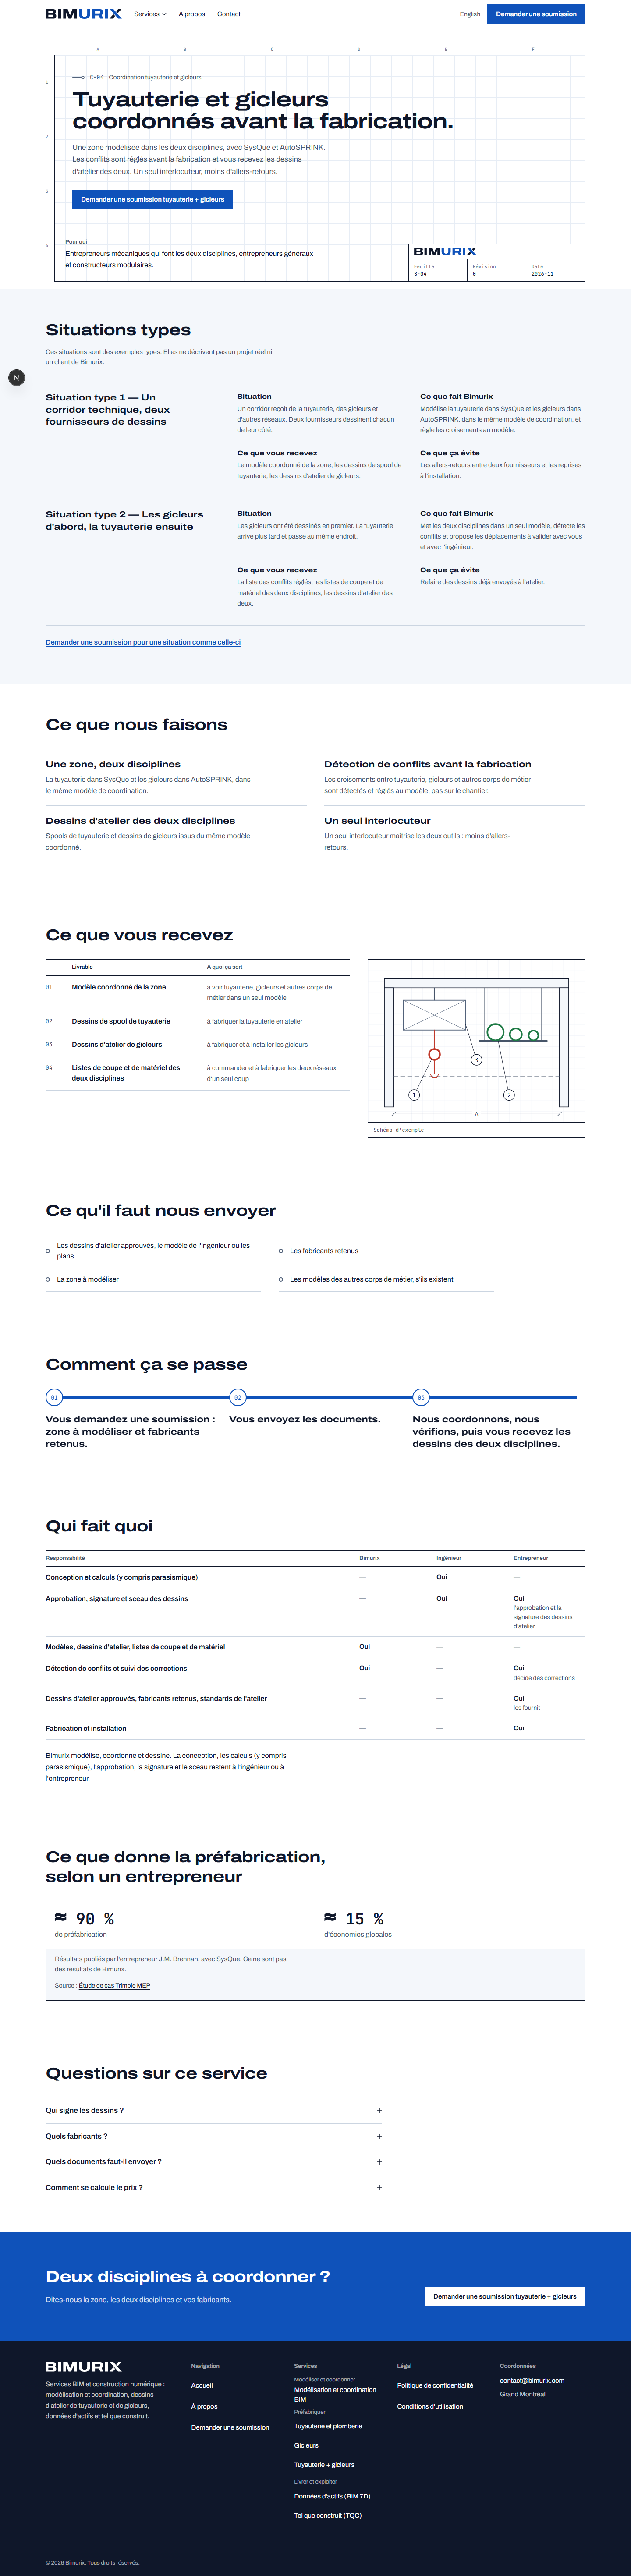 BIMURIX
Services
À propos
Contact
English
Demander une soumission
A
B
C
D
E
F
1
2
3
4
C-04 Coordination tuyauterie et gicleurs
Tuyauterie et gicleurs
coordonnés avant la fabrication.
Une zone modélisée dans les deux disciplines, avec SysQue et AutoSPRINK.
Les conflits sont réglés avant la fabrication et vous recevez les dessins
d'atelier des deux. Un seul interlocuteur, moins d'allers-retours.
Demander une soumission tuyauterie + gicleurs
Pour qui
Entrepreneurs mécaniques qui font les deux disciplines, entrepreneurs généraux
et constructeurs modulaires.
BIMURIX
Feuille
S-04
Révision
0
Date
2026-11
Situations types
Ces situations sont des exemples types. Elles ne décrivent pas un projet réel ni
un client de Bimurix.
N
Situation type 1 — Un
corridor technique, deux
fournisseurs de dessins
Situation
Un corridor reçoit de la tuyauterie, des gicleurs et
d'autres réseaux. Deux fournisseurs dessinent chacun
de leur côté.
Ce que fait Bimurix
Modélise la tuyauterie dans SysQue et les gicleurs dans
AutoSPRINK, dans le même modèle de coordination, et
règle les croisements au modèle.
Ce que vous recevez
Le modèle coordonné de la zone, les dessins de spool de
tuyauterie, les dessins d'atelier de gicleurs.
Ce que ça évite
Les allers-retours entre deux fournisseurs et les reprises
à l'installation.
Situation type 2 — Les gicleurs
d'abord, la tuyauterie ensuite
Situation
Les gicleurs ont été dessinés en premier. La tuyauterie
arrive plus tard et passe au même endroit.
Ce que fait Bimurix
Met les deux disciplines dans un seul modèle, détecte les
conflits et propose les déplacements à valider avec vous
et avec l'ingénieur.
Ce que vous recevez
La liste des conflits réglés, les listes de coupe et de
matériel des deux disciplines, les dessins d'atelier des
deux.
Ce que ça évite
Refaire des dessins déjà envoyés à l'atelier.
Demander une soumission pour une situation comme celle-ci
Ce que nous faisons
Une zone, deux disciplines
La tuyauterie dans SysQue et les gicleurs dans AutoSPRINK, dans
le même modèle de coordination.
Détection de conflits avant la fabrication
Les croisements entre tuyauterie, gicleurs et autres corps de métier
sont détectés et réglés au modèle, pas sur le chantier.
Dessins d'atelier des deux disciplines
Spools de tuyauterie et dessins de gicleurs issus du même modèle
coordonné.
Un seul interlocuteur
Un seul interlocuteur maîtrise les deux outils : moins d'allers-
retours.
Ce que vous recevez
Livrable
À quoi ça sert
01
Modèle coordonné de la zone
à voir tuyauterie, gicleurs et autres corps de
métier dans un seul modèle
02
Dessins de spool de tuyauterie
à fabriquer la tuyauterie en atelier
03
Dessins d'atelier de gicleurs
à fabriquer et à installer les gicleurs
04
Listes de coupe et de matériel des
deux disciplines
à commander et à fabriquer les deux réseaux
d'un seul coup
1
2
3
A
Schéma d'exemple
Ce qu'il faut nous envoyer
Les dessins d'atelier approuvés, le modèle de l'ingénieur ou les
plans
Les fabricants retenus
La zone à modéliser
Les modèles des autres corps de métier, s'ils existent
Comment ça se passe
01
02
03
Vous demandez une soumission :
zone à modéliser et fabricants
retenus.
Vous envoyez les documents.
Nous coordonnons, nous
vérifions, puis vous recevez les
dessins des deux disciplines.
Qui fait quoi
Responsabilité
Bimurix
Ingénieur
Entrepreneur
Conception et calculs (y compris parasismique)
—
Oui
—
Approbation, signature et sceau des dessins
—
Oui
Oui
l'approbation et la
signature des dessins
d'atelier
Modèles, dessins d'atelier, listes de coupe et de matériel
Oui
—
—
Détection de conflits et suivi des corrections
Oui
—
Oui
décide des corrections
Dessins d'atelier approuvés, fabricants retenus, standards de l'atelier
—
—
Oui
les fournit
Fabrication et installation
—
—
Oui
Bimurix modélise, coordonne et dessine. La conception, les calculs (y compris
parasismique), l'approbation, la signature et le sceau restent à l'ingénieur ou à
l'entrepreneur.
Ce que donne la préfabrication,
selon un entrepreneur
≈ 90 %
de préfabrication
≈ 15 %
d'économies globales
Résultats publiés par l'entrepreneur J.M. Brennan, avec SysQue. Ce ne sont pas
des résultats de Bimurix.
Source : Étude de cas Trimble MEP
Questions sur ce service
Qui signe les dessins ?
Quels fabricants ?
Quels documents faut-il envoyer ?
Comment se calcule le prix ?
Deux disciplines à coordonner ?
Dites-nous la zone, les deux disciplines et vos fabricants.
Demander une soumission tuyauterie + gicleurs
BIMURIX
Services BIM et construction numérique :
modélisation et coordination, dessins
d'atelier de tuyauterie et de gicleurs,
données d'actifs et tel que construit.
Navigation
Accueil
À propos
Demander une soumission
Services
Modéliser et coordonner
Modélisation et coordination
BIM
Préfabriquer
Tuyauterie et plomberie
Gicleurs
Tuyauterie + gicleurs
Livrer et exploiter
Données d'actifs (BIM 7D)
Tel que construit (TQC)
Légal
Politique de confidentialité
Conditions d'utilisation
Coordonnées
contact@bimurix.com
Grand Montréal
© 2026 Bimurix. Tous droits réservés.